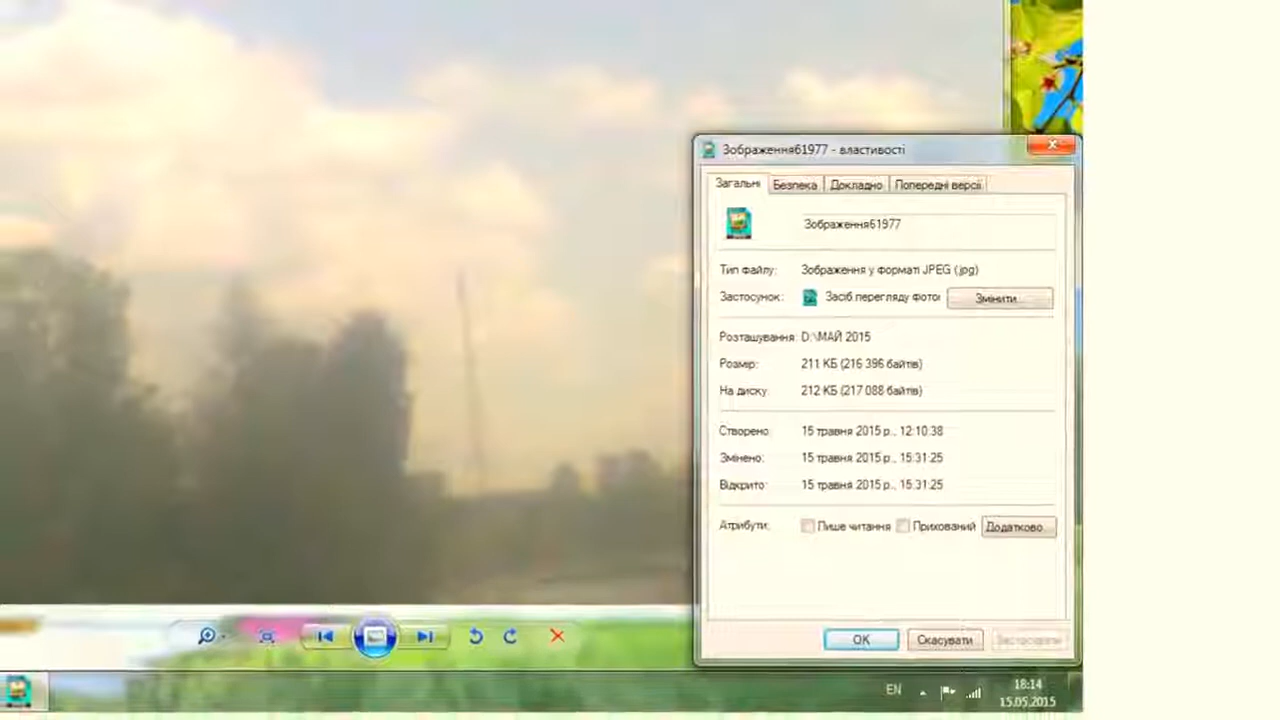 Зображення61977 - властивості
Загальні Безпека Докладно Попередні версії
Зображення61977
Тип файлу: Зображення у форматі JPEG (.jpg)
Застосунок: Засіб перегляду фотог Змінити...
Розташування: D:\МАЙ 2015
Розмір: 211 КБ (216 396 байтів)
На диску: 212 КБ (217 088 байтів)
Створено: 15 травня 2015 р., 12:10:38
Змінено: 15 травня 2015 р., 15:31:25
Відкрито: 15 травня 2015 р., 15:31:25
Атрибути: Лише читання Прихований Додатково...
OK Скасувати Застосувати
EN 18:14
15.05.2015